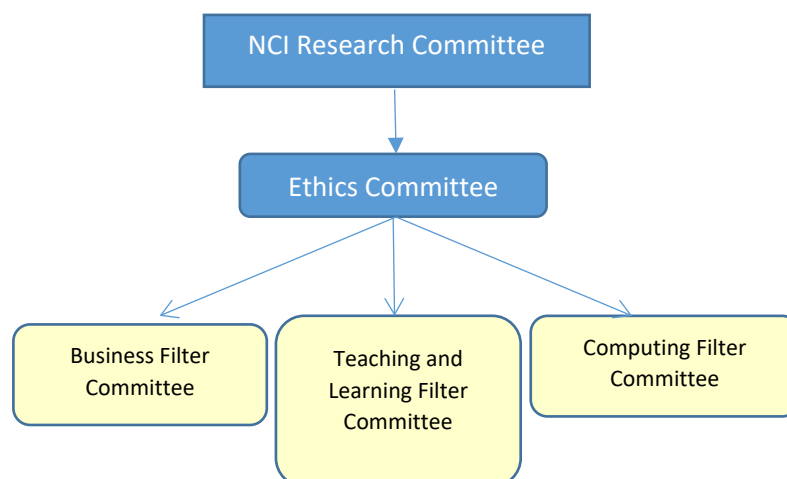 NCI Research Committee
Ethics Committee
Business Filter
Committee
Teaching and
Learning Filter
Committee
Computing Filter
Committee